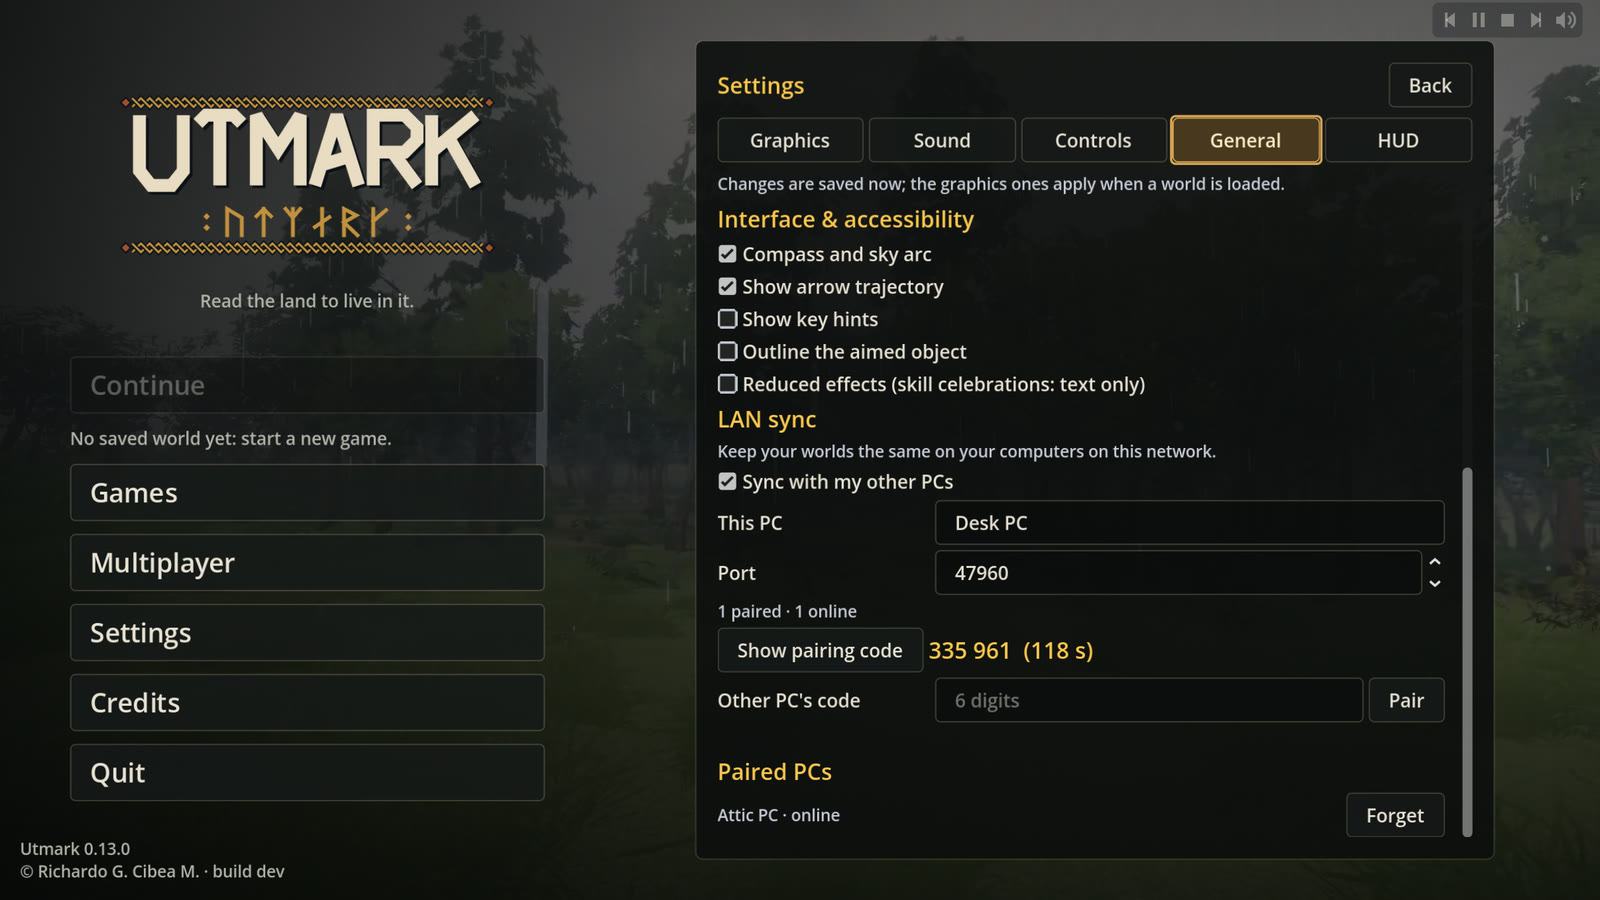 UTMARK
:ᚢᛏᛉᚾᚱᚴ:
Read the land to live in it.
Continue
No saved world yet: start a new game.
Games
Multiplayer
Settings
Credits
Quit
Utmark 0.13.0
© Richardo G. Cibea M. · build dev
Settings
Back
Graphics
Sound
Controls
General
HUD
Changes are saved now; the graphics ones apply when a world is loaded.
Interface & accessibility
Compass and sky arc
Show arrow trajectory
Show key hints
Outline the aimed object
Reduced effects (skill celebrations: text only)
LAN sync
Keep your worlds the same on your computers on this network.
Sync with my other PCs
This PC
Desk PC
Port
47960
1 paired · 1 online
Show pairing code
335 961 (118 s)
Other PC's code
6 digits
Pair
Paired PCs
Attic PC · online
Forget